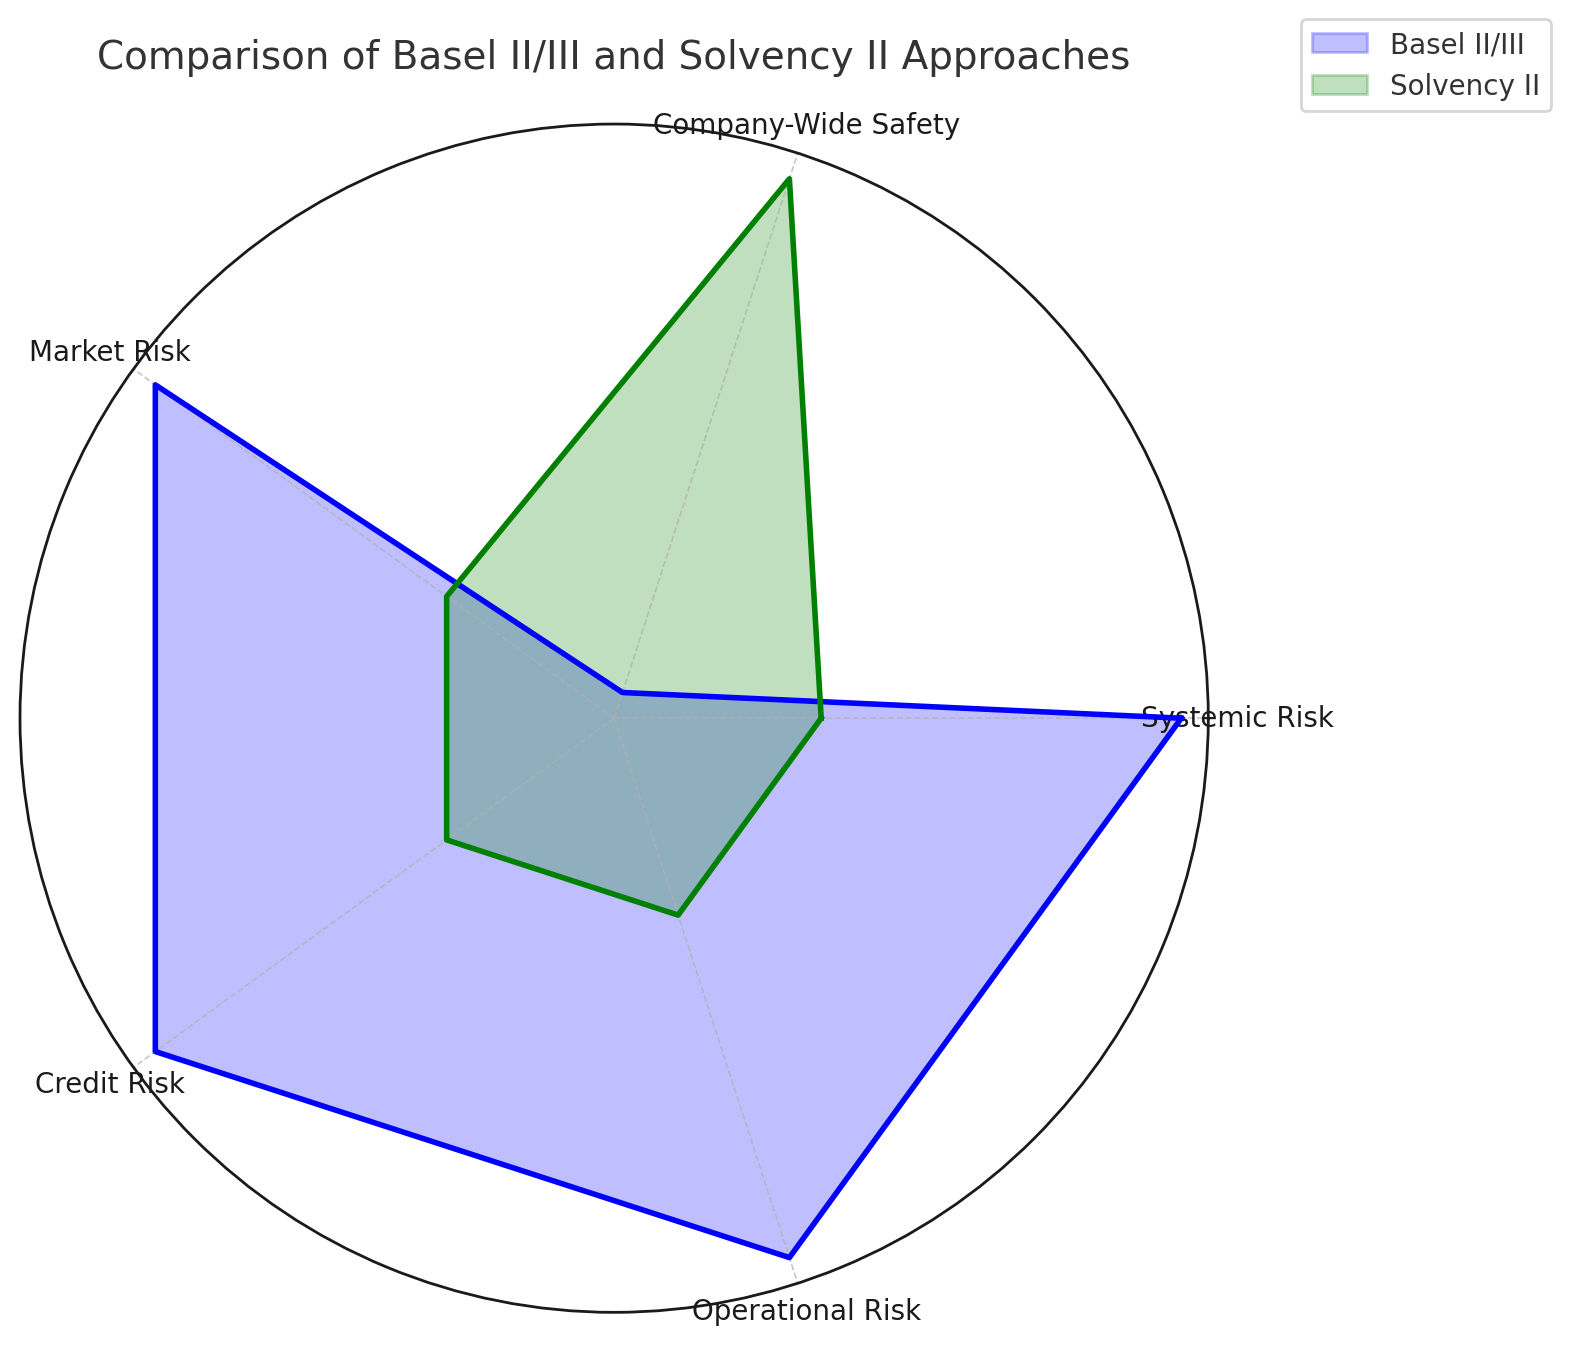 Comparison of Basel II/III and Solvency II Approaches
Basel II/III
Solvency II
Company-Wide Safety
Market Risk
Systemic Risk
Credit Risk
Operational Risk